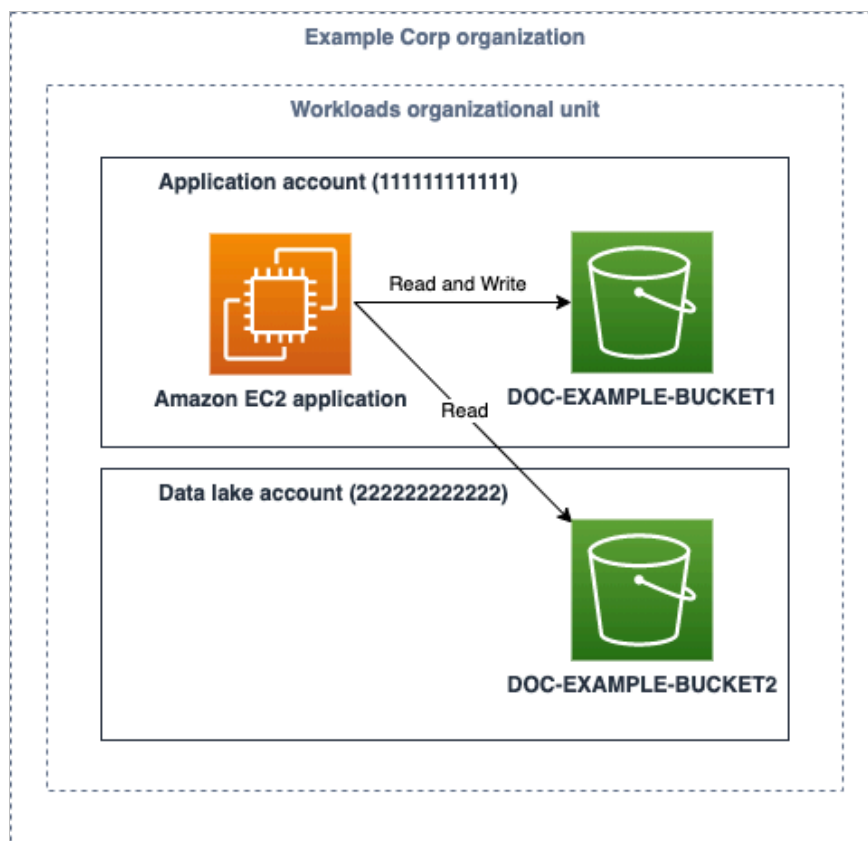 Example Corp organization
Workloads organizational unit
Application account (111111111111)
Read and Write
Amazon EC2 application
DOC-EXAMPLE-BUCKET1
Read
Data lake account (222222222222)
DOC-EXAMPLE-BUCKET2